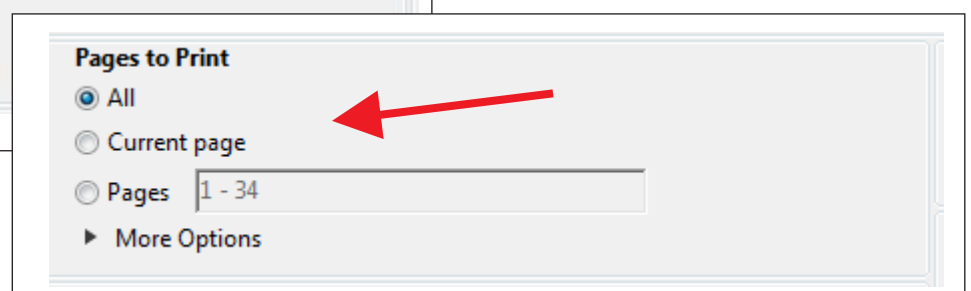 Pages to Print
All
Current page
Pages 1 - 34
More Options